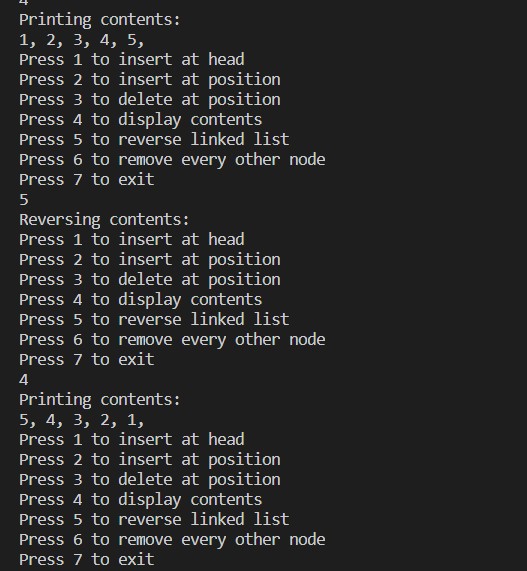 4
Printing contents:
1, 2, 3, 4, 5,
Press 1 to insert at head
Press 2 to insert at position
Press 3 to delete at position
Press 4 to display contents
Press 5 to reverse linked list
Press 6 to remove every other node
Press 7 to exit
5
Reversing contents:
Press 1 to insert at head
Press 2 to insert at position
Press 3 to delete at position
Press 4 to display contents
Press 5 to reverse linked list
Press 6 to remove every other node
Press 7 to exit
4
Printing contents:
5, 4, 3, 2, 1,
Press 1 to insert at head
Press 2 to insert at position
Press 3 to delete at position
Press 4 to display contents
Press 5 to reverse linked list
Press 6 to remove every other node
Press 7 to exit